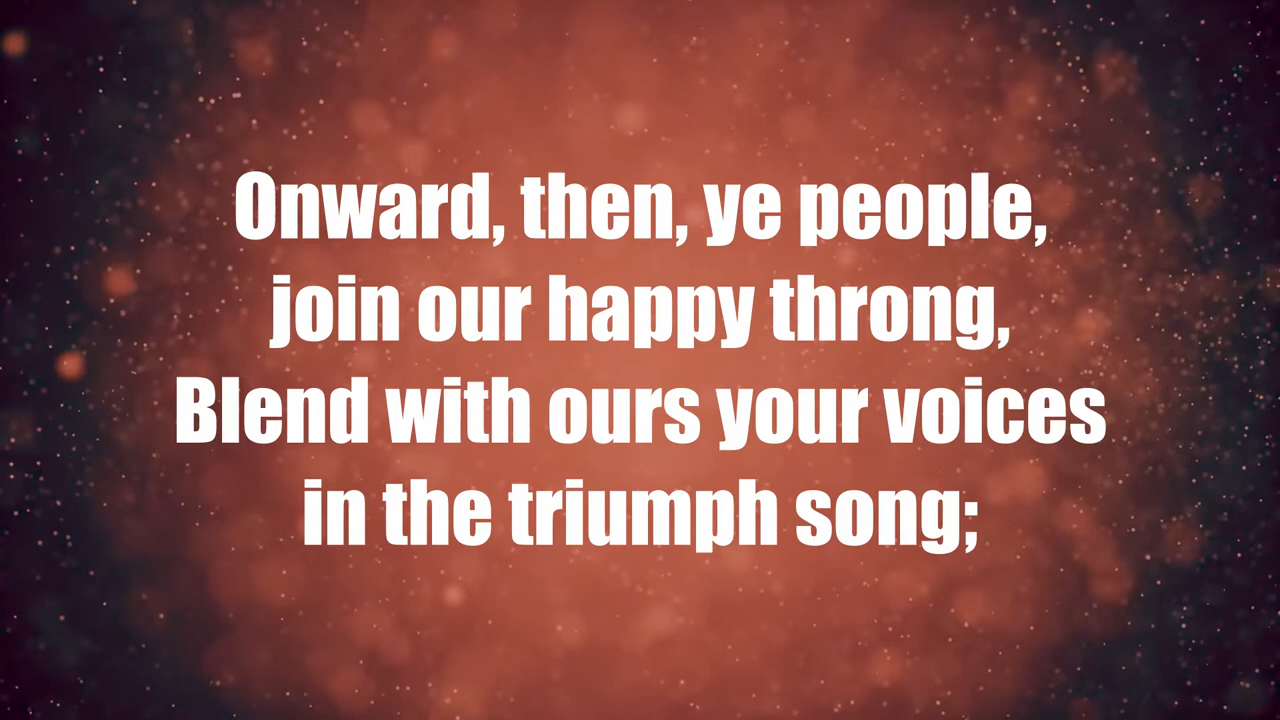 Onward, then, ye people,
join our happy throng,
Blend with ours your voices
in the triumph song;